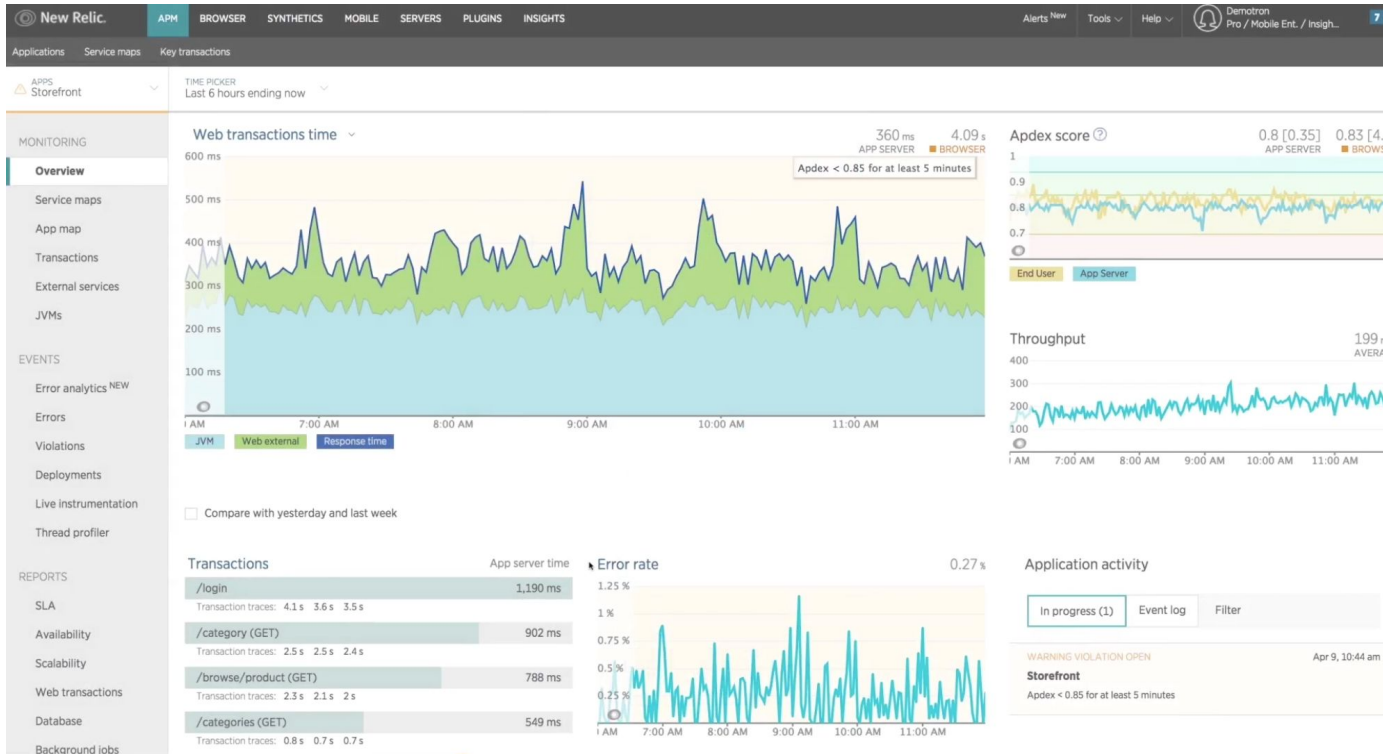 New Relic.
APM BROWSER SYNTHETICS MOBILE SERVERS PLUGINS INSIGHTS
Alerts New Tools Help
Demotron
Pro / Mobile Ent. / Insigh...
7
Applications Service maps Key transactions
APPS
Storefront
TIME PICKER
Last 6 hours ending now
MONITORING
Overview
Service maps
App map
Transactions
External services
JVMs
EVENTS
Error analytics NEW
Errors
Violations
Deployments
Live instrumentation
Thread profiler
REPORTS
SLA
Availability
Scalability
Web transactions
Database
Background jobs
Web transactions time
360 ms 4.09 s
APP SERVER BROWSER
Apdex < 0.85 for at least 5 minutes
600 ms
500 ms
400 ms
300 ms
200 ms
100 ms
AM 7:00 AM 8:00 AM 9:00 AM 10:00 AM 11:00 AM
JVM Web external Response time
Compare with yesterday and last week
Apdex score ?
0.8 [0.35] 0.83 [4.
APP SERVER BROWS
1
0.9
0.8
0.7
End User App Server
Throughput
199
AVERA
400
300
200
100
AM 7:00 AM 8:00 AM 9:00 AM 10:00 AM 11:00 AM
Transactions App server time
/login 1,190 ms
Transaction traces: 4.1 s 3.6 s 3.5 s
/category (GET) 902 ms
Transaction traces: 2.5 s 2.5 s 2.4 s
/browse/product (GET) 788 ms
Transaction traces: 2.3 s 2.1 s 2 s
/categories (GET) 549 ms
Transaction traces: 0.8 s 0.7 s 0.7 s
Error rate 0.27 %
1.25 %
1 %
0.75 %
0.5 %
0.25 %
AM 7:00 AM 8:00 AM 9:00 AM 10:00 AM 11:00 AM
Application activity
In progress (1) Event log Filter
WARNING VIOLATION OPEN Apr 9, 10:44 am
Storefront
Apdex < 0.85 for at least 5 minutes